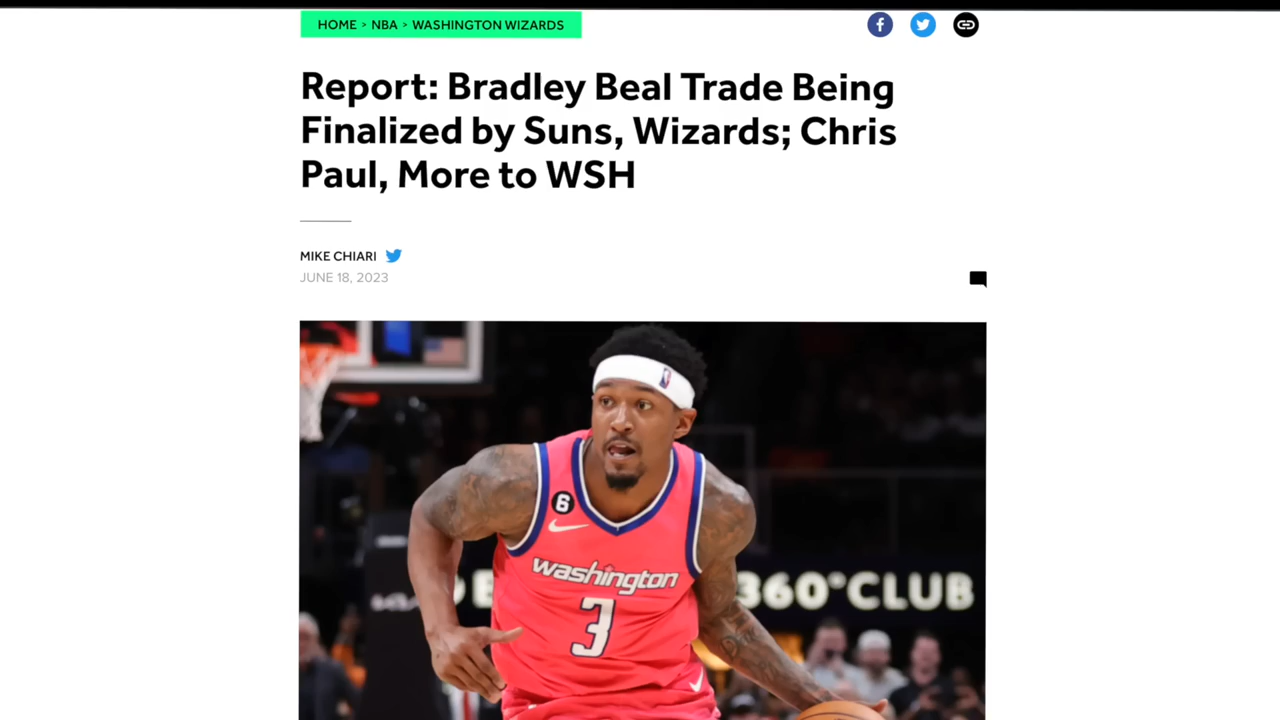 HOME > NBA > WASHINGTON WIZARDS
Report: Bradley Beal Trade Being
Finalized by Suns, Wizards; Chris
Paul, More to WSH
MIKE CHIARI
JUNE 18, 2023
6
washington
3
360°CLUB